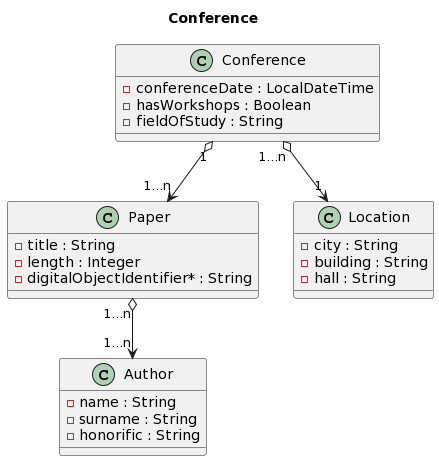 Conference
C Conference
conferenceDate : LocalDateTime
hasWorkshops : Boolean
fieldOfStudy : String
1 1...n
1...n 1
C Paper
title : String
length : Integer
digitalObjectIdentifier* : String
C Location
city : String
building : String
hall : String
1...n
1...n
C Author
name : String
surname : String
honorific : String